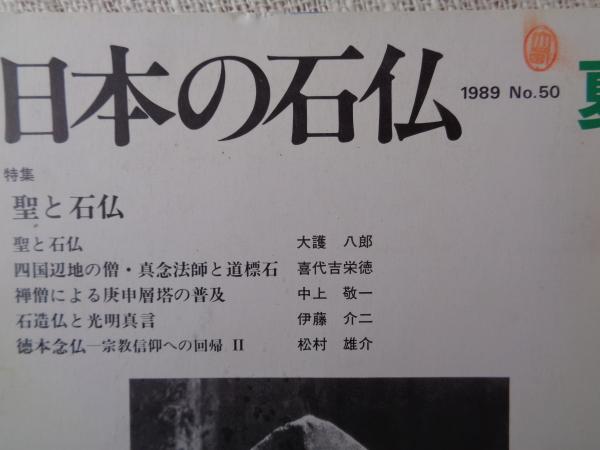 日本の石仏 1989 No.50 夏
特集
聖と石仏
聖と石仏 大護 八郎
四国辺地の僧・真念法師と道標石 喜代吉栄徳
禅僧による庚申層塔の普及 中上 敬一
石造仏と光明真言 伊藤 介二
徳本念仏―宗教信仰への回帰 II 松村 雄介